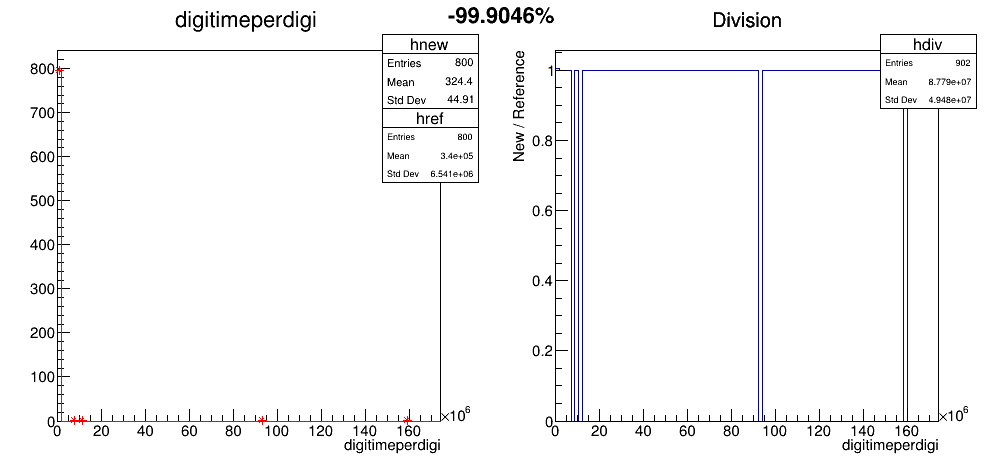 digitimeperdigi
-99.9046%
Division
hnew
Entries 800
Mean 324.4
Std Dev 44.91
href
Entries 800
Mean 3.4e+05
Std Dev 6.541e+06
800
700
600
500
400
300
200
100
0
0 20 40 60 80 100 120 140 160
×10⁶
digitimeperdigi
hdiv
Entries 902
Mean 8.779e+07
Std Dev 4.948e+07
New / Reference
1
0.8
0.6
0.4
0.2
0
0 20 40 60 80 100 120 140 160
×10⁶
digitimeperdigi